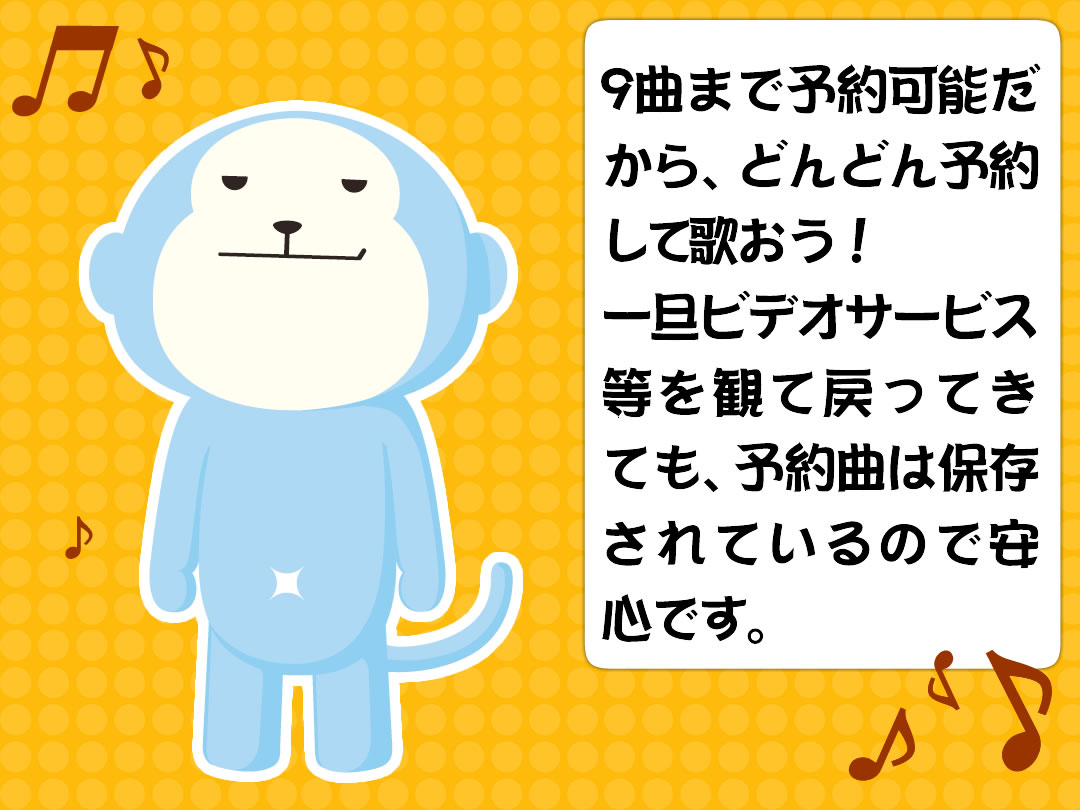 9曲まで予約可能だ
から、どんどん予約
して歌おう！
一旦ビデオサービス
等を観て戻ってき
ても、予約曲は保存
されているので安
心です。